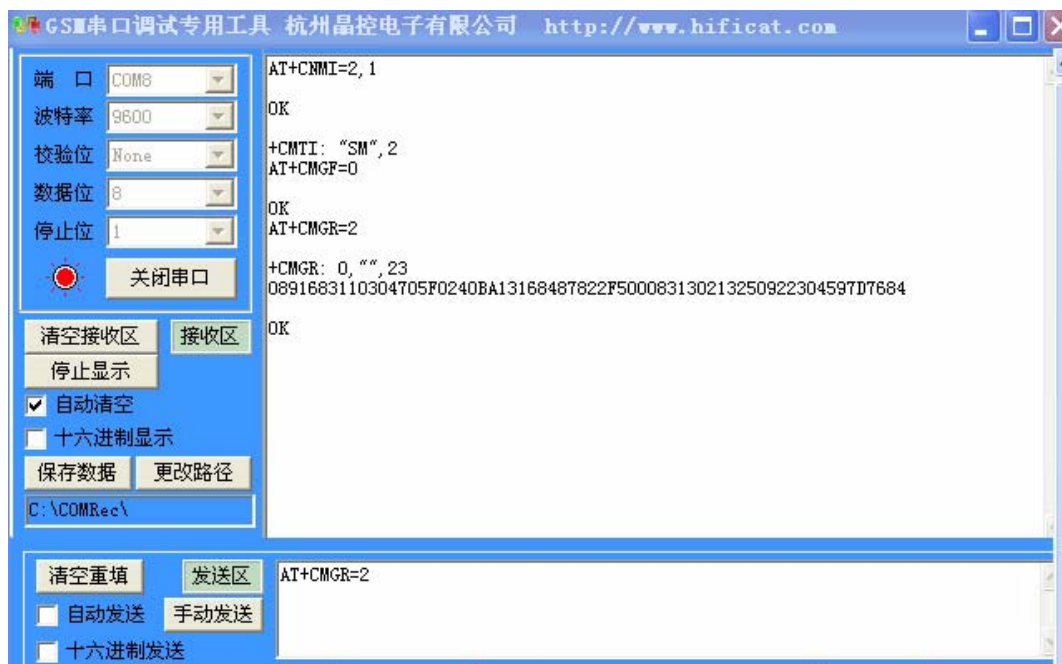 GSM串口调试专用工具 杭州晶控电子有限公司 http://www.hificat.com
端 口 COM8
波特率 9600
校验位 None
数据位 8
停止位 1
关闭串口
清空接收区 接收区
停止显示
自动清空
十六进制显示
保存数据 更改路径
C:\COMRec\
AT+CNMI=2,1
OK
+CMTI: "SM",2
AT+CMGF=0
OK
AT+CMGR=2
+CMGR: 0,"",23
0891683110304705F0240BA13168487822F500083130213250922304597D7684
OK
清空重填 发送区
自动发送 手动发送
十六进制发送
AT+CMGR=2